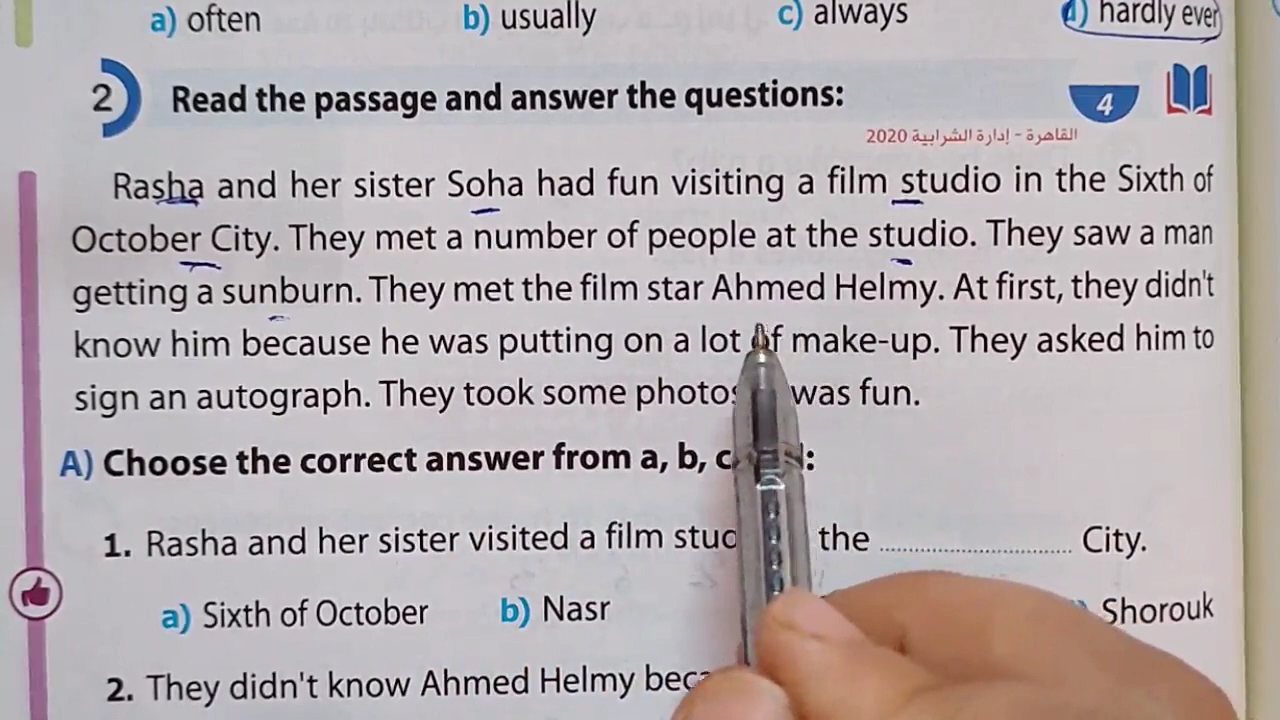 a) often b) usually c) always d) hardly ever
2 Read the passage and answer the questions: 4
القاهرة - إدارة الشرابية 2020
Rasha and her sister Soha had fun visiting a film studio in the Sixth of
October City. They met a number of people at the studio. They saw a man
getting a sunburn. They met the film star Ahmed Helmy. At first, they didn't
know him because he was putting on a lot of make-up. They asked him to
sign an autograph. They took some photos was fun.
A) Choose the correct answer from a, b, c :
1. Rasha and her sister visited a film the .......... City.
a) Sixth of October b) Nasr Shorouk
2. They didn't know Ahmed Helmy